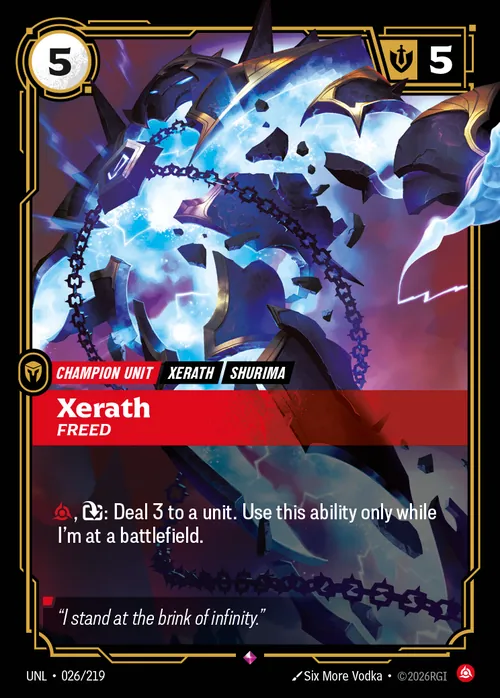 5
5
CHAMPION UNIT XERATH SHURIMA
Xerath
FREED
, : Deal 3 to a unit. Use this ability only while
I'm at a battlefield.
“I stand at the brink of infinity.”
UNL • 026/219
Six More Vodka • ©2026RGI